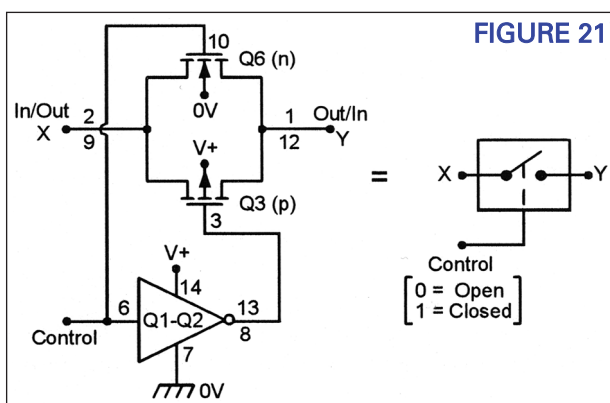 FIGURE 21
10
Q6 (n)
0V
In/Out
X
2
9
1
12
Out/In
Y
V+
Q3 (p)
3
=
X
Y
Control
[0 = Open
1 = Closed]
V+
14
6
Q1-Q2
13
8
7
Control
0V